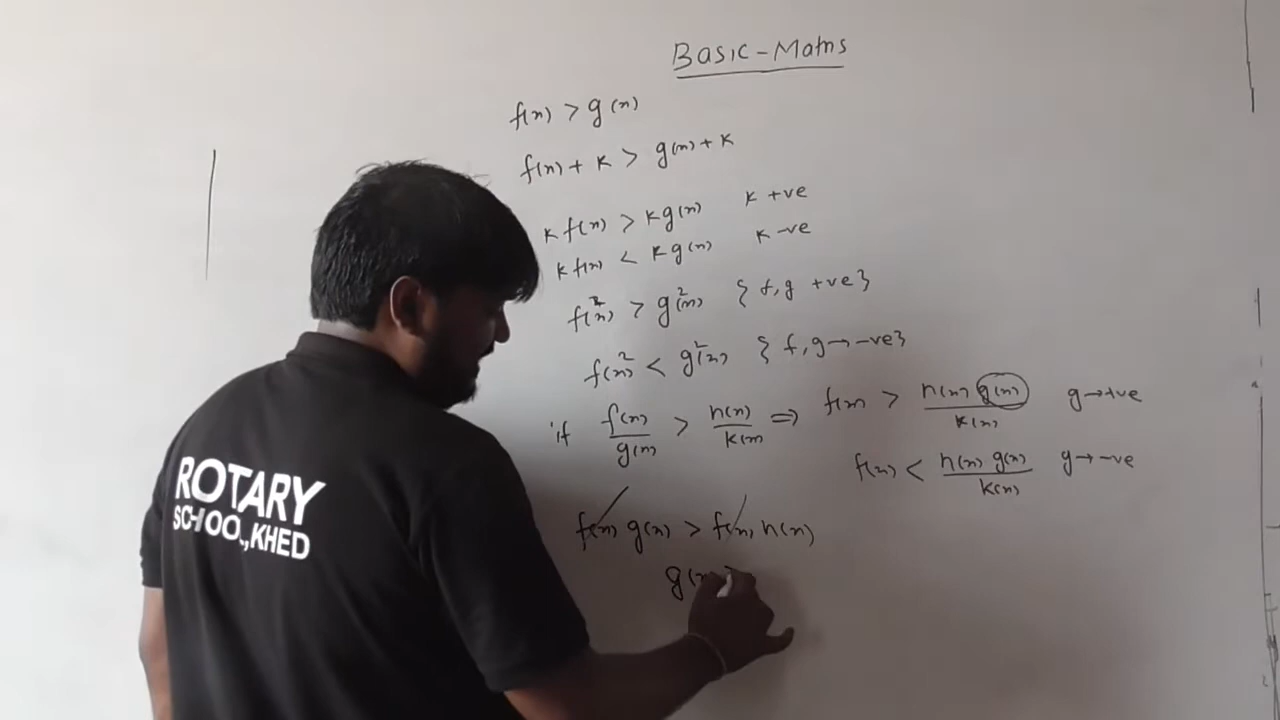 Basic-Maths
f(x) > g(x)
f(x) + k > g(x) + k
k f(x) > k g(x) k +ve
k f(x) < k g(x) k -ve
f²(x) > g²(x) { f, g +ve }
f(x)² < g²(x) { f, g → -ve }
if f(x)/g(x) > h(x)/k(x) ⇒ f(x) > h(x) g(x)/k(x) g → +ve
f(x) < h(x) g(x)/k(x) g → -ve
f(x) g(x) > f(x) h(x)
g(x)
ROTARY
SCHOOL, KHED